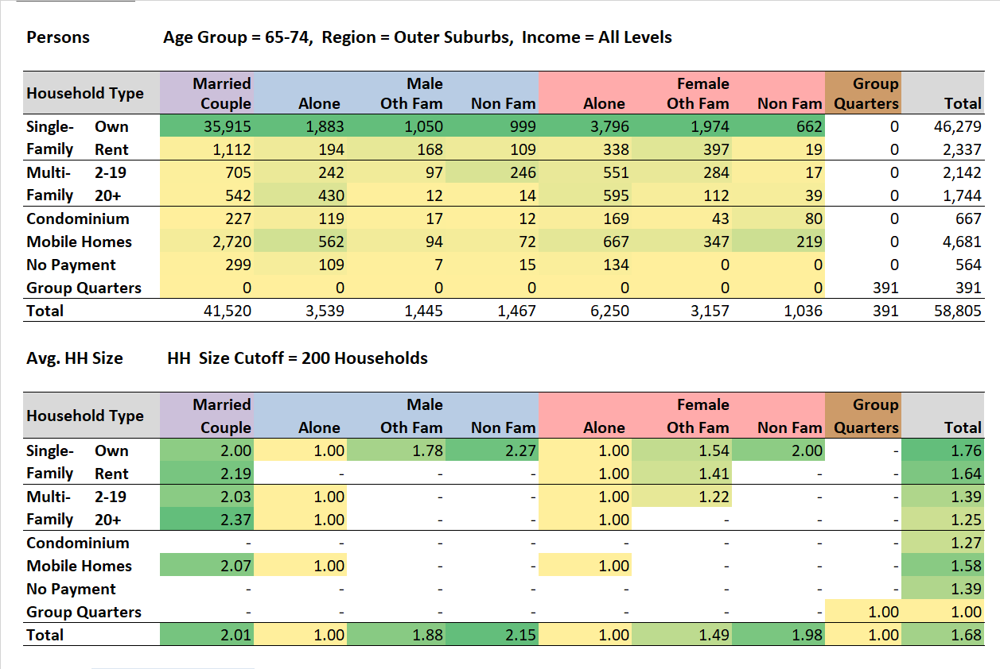 Persons Age Group = 65-74, Region = Outer Suburbs, Income = All Levels
Married Male Female Group
Household Type Couple Alone Oth Fam Non Fam Alone Oth Fam Non Fam Quarters Total
Single- Own 35,915 1,883 1,050 999 3,796 1,974 662 0 46,279
Family Rent 1,112 194 168 109 338 397 19 0 2,337
Multi- 2-19 705 242 97 246 551 284 17 0 2,142
Family 20+ 542 430 12 14 595 112 39 0 1,744
Condominium 227 119 17 12 169 43 80 0 667
Mobile Homes 2,720 562 94 72 667 347 219 0 4,681
No Payment 299 109 7 15 134 0 0 0 564
Group Quarters 0 0 0 0 0 0 0 391 391
Total 41,520 3,539 1,445 1,467 6,250 3,157 1,036 391 58,805
Avg. HH Size HH Size Cutoff = 200 Households
Married Male Female Group
Household Type Couple Alone Oth Fam Non Fam Alone Oth Fam Non Fam Quarters Total
Single- Own 2.00 1.00 1.78 2.27 1.00 1.54 2.00 - 1.76
Family Rent 2.19 - - - 1.00 1.41 - - 1.64
Multi- 2-19 2.03 1.00 - - 1.00 1.22 - - 1.39
Family 20+ 2.37 1.00 - - 1.00 - - - 1.25
Condominium - - - - - - - - 1.27
Mobile Homes 2.07 1.00 - - 1.00 - - - 1.58
No Payment - - - - - - - - 1.39
Group Quarters - - - - - - - 1.00 1.00
Total 2.01 1.00 1.88 2.15 1.00 1.49 1.98 1.00 1.68